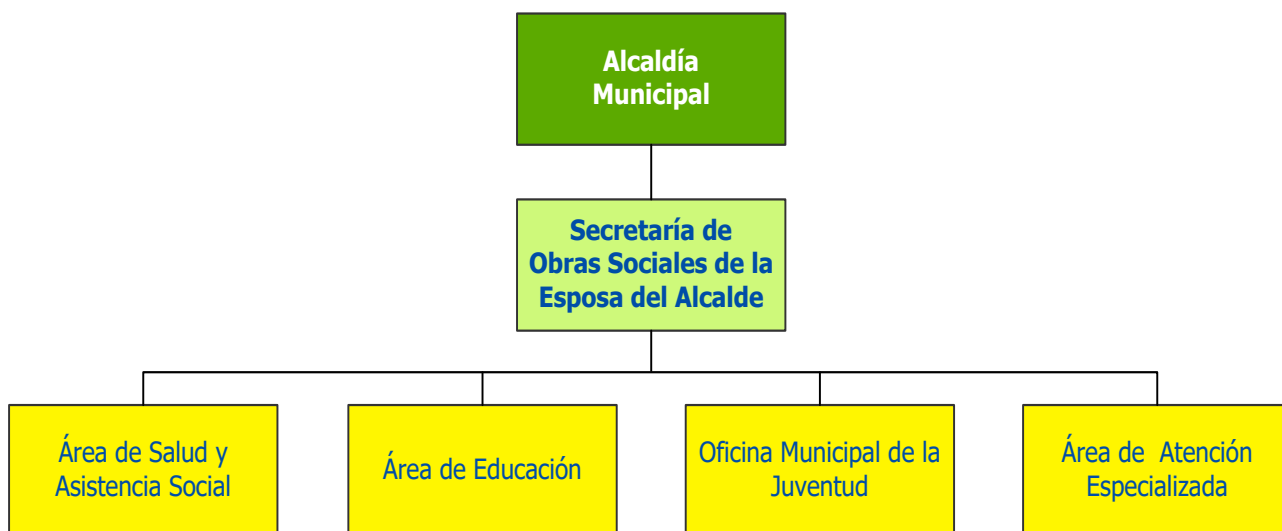 Alcaldía
Municipal
Secretaría de
Obras Sociales de la
Esposa del Alcalde
Área de Salud y
Asistencia Social
Área de Educación
Oficina Municipal de la
Juventud
Área de  Atención
Especializada